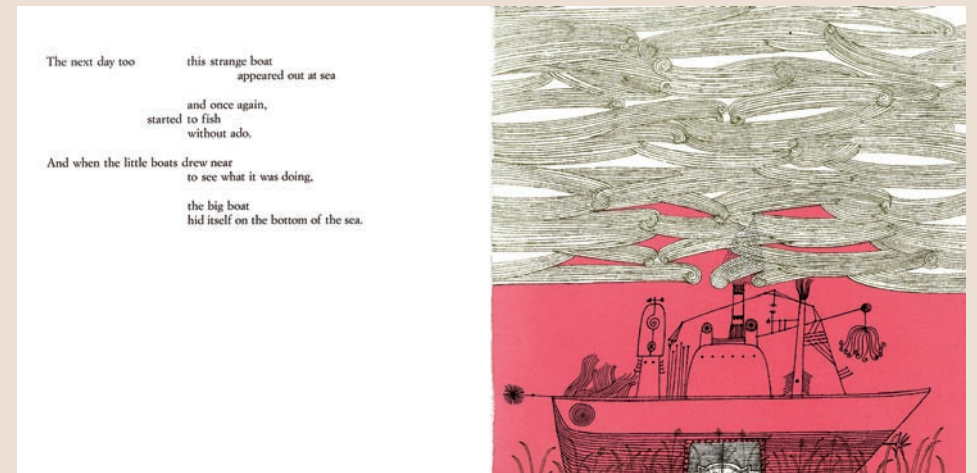 The next day too this strange boat
appeared out at sea
and once again,
started to fish
without ado.
And when the little boats drew near
to see what it was doing,
the big boat
hid itself on the bottom of the sea.